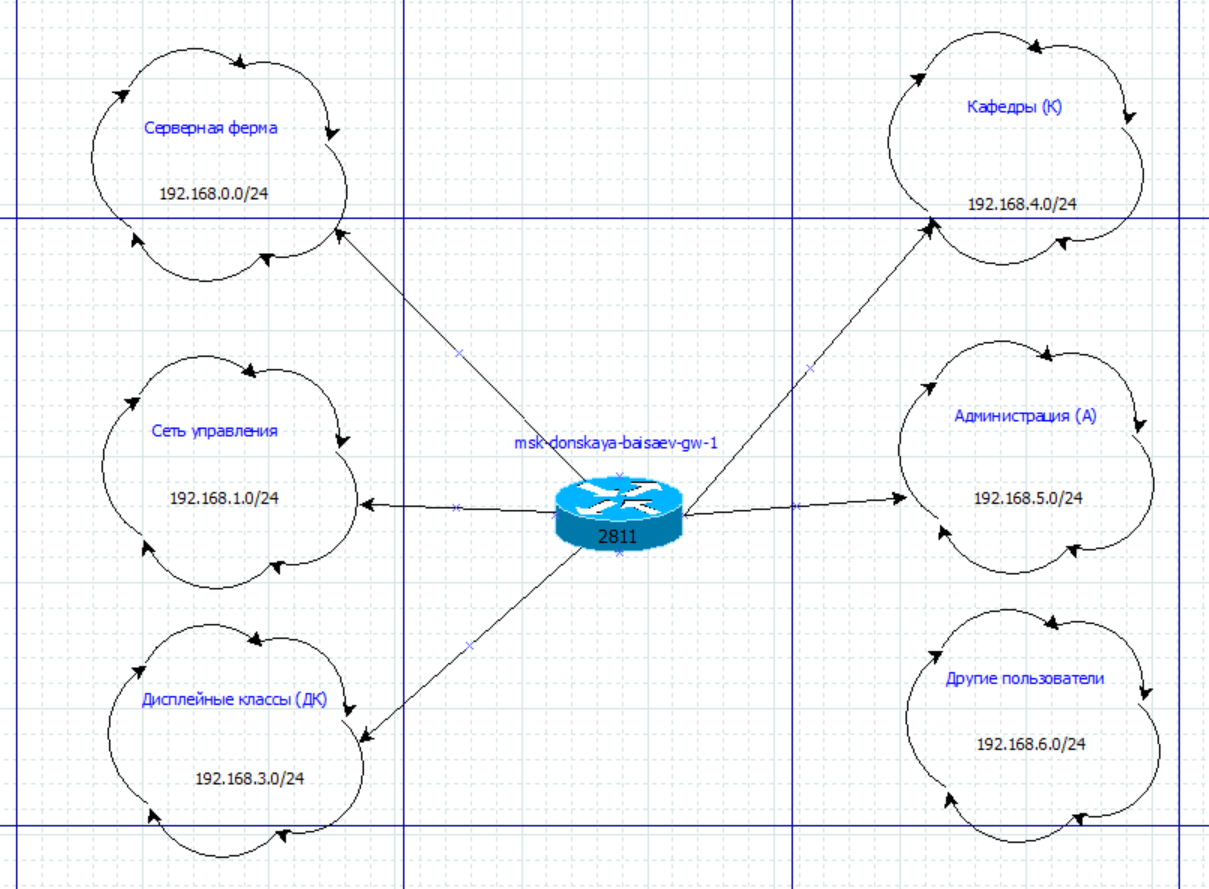 Серверная ферма
192.168.0.0/24
Кафедры (К)
192.168.4.0/24
Сеть управления
192.168.1.0/24
msk-donskaya-baisaev-gw-1
2811
Администрация (А)
192.168.5.0/24
Дисплейные классы (ДК)
192.168.3.0/24
Другие пользователи
192.168.6.0/24